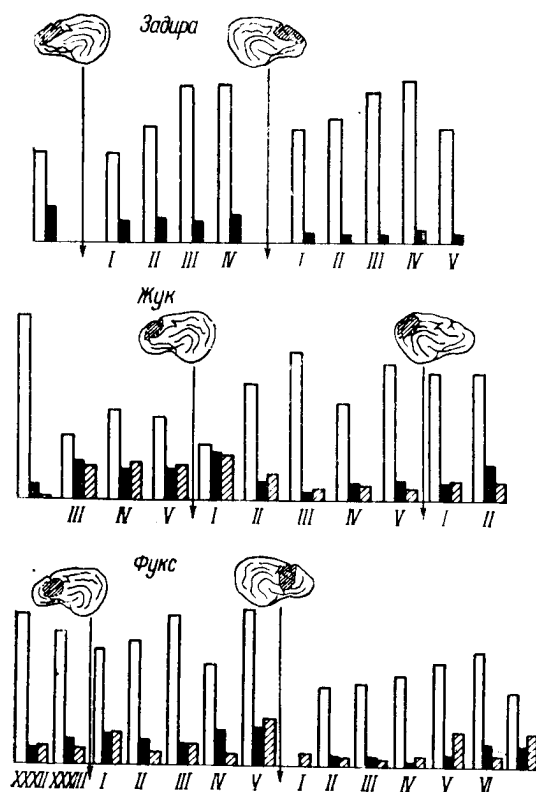 Задира
I II III IV I II III IV V
Жук
III IV V I II III IV V I II
Фукс
XXXII XXXIII I II III IV V I II III IV V VI